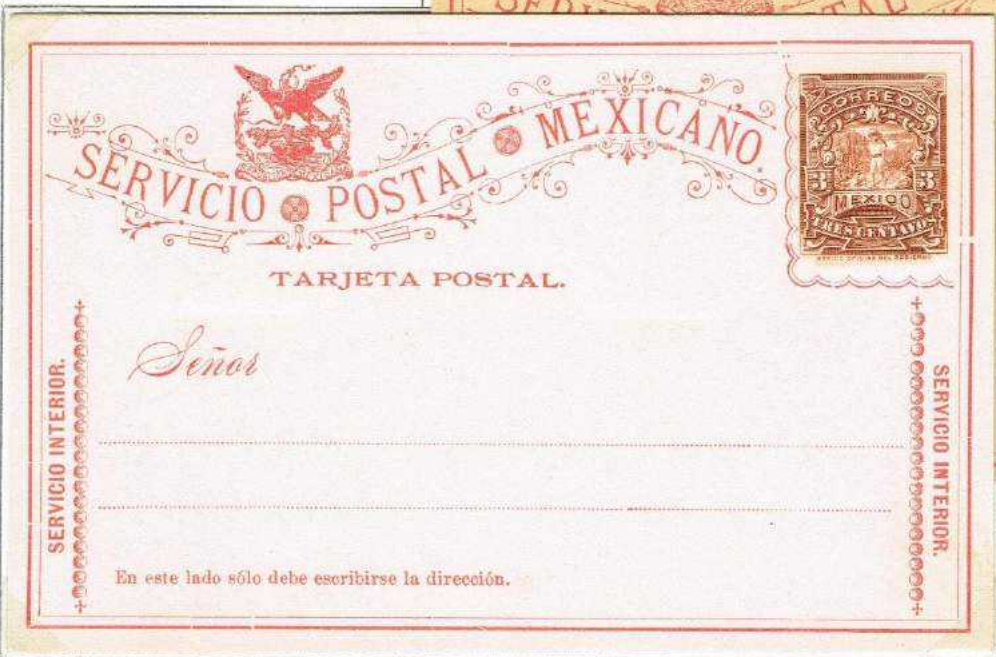 SERVICIO POSTAL MEXICANO.
CORREOS
3 3
MEXICO
TRES CENTAVOS
TARJETA POSTAL.
Señor
SERVICIO INTERIOR.
SERVICIO INTERIOR.
En este lado sólo debe escribirse la dirección.